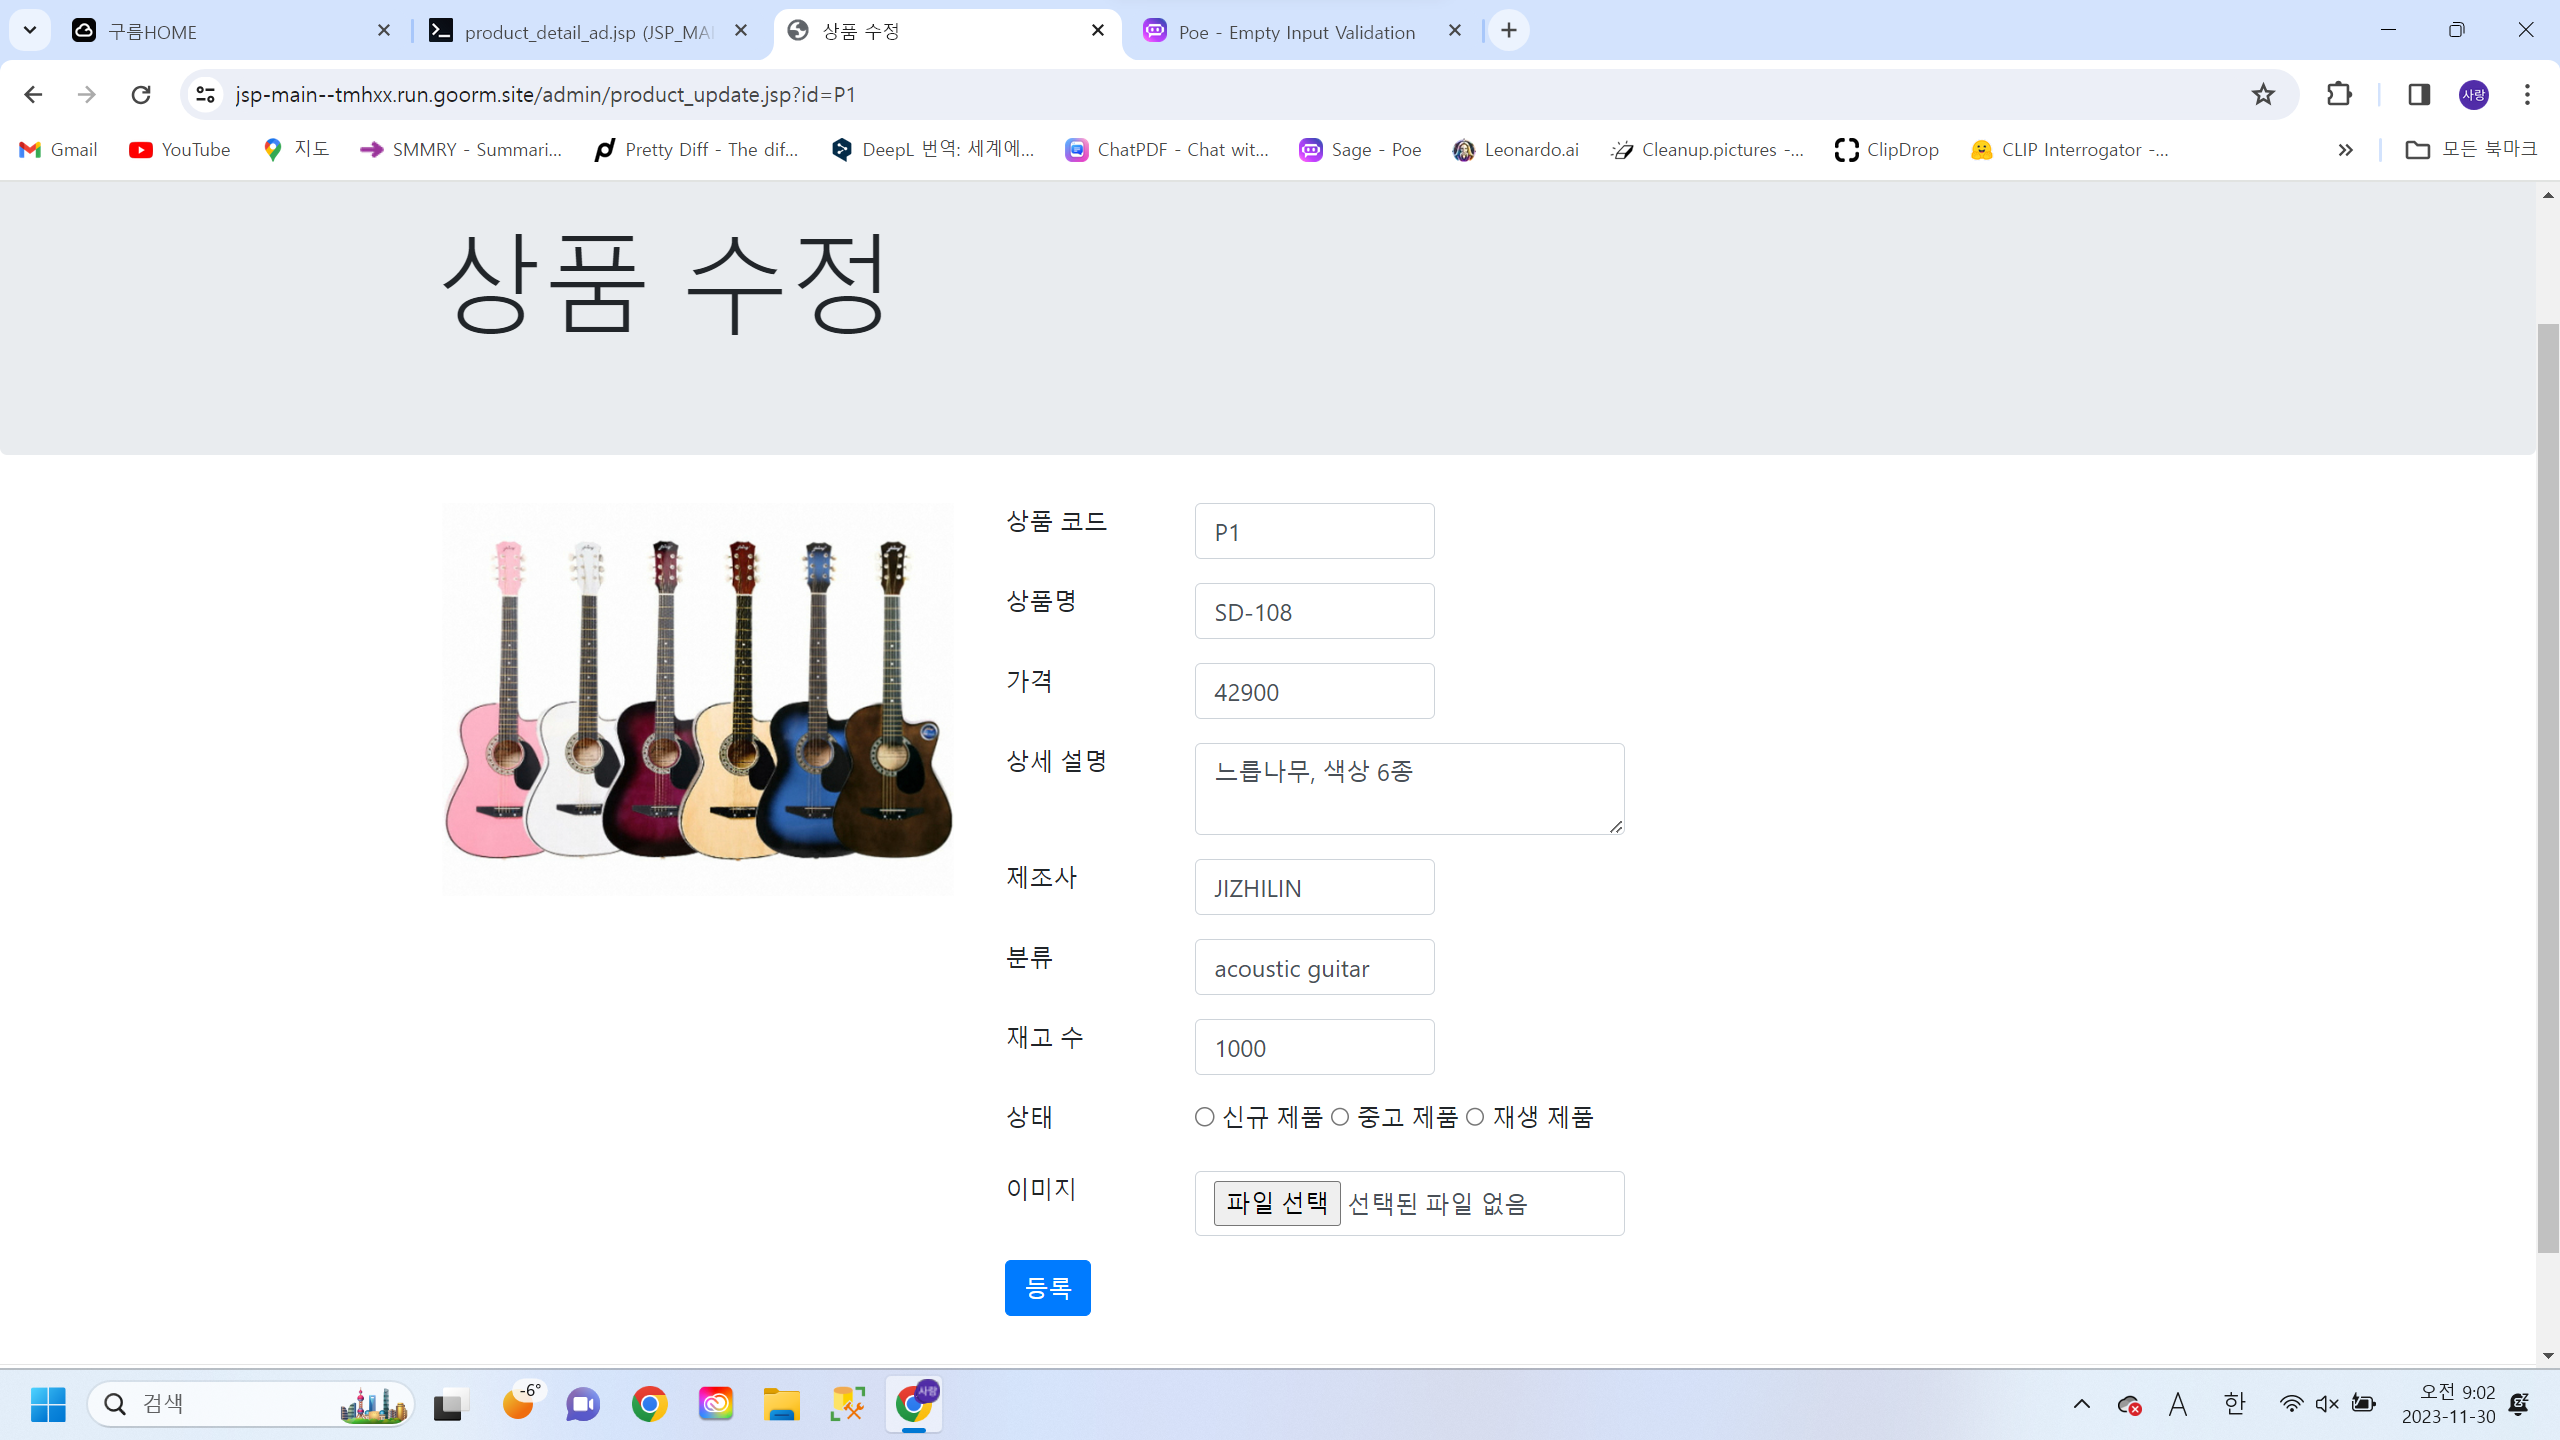 구름HOME
product_detail_ad.jsp (JSP_MAI
상품 수정
Poe - Empty Input Validation
jsp-main--tmhxx.run.goorm.site/admin/product_update.jsp?id=P1
사랑
Gmail
YouTube
지도
SMMRY - Summari...
Pretty Diff - The dif...
DeepL 번역: 세계에...
ChatPDF - Chat wit...
Sage - Poe
Leonardo.ai
Cleanup.pictures -...
ClipDrop
CLIP Interrogator -...
모든 북마크
상품 수정
상품 코드
P1
상품명
SD-108
가격
42900
상세 설명
느릅나무, 색상 6종
제조사
JIZHILIN
분류
acoustic guitar
재고 수
1000
상태
신규 제품 중고 제품 재생 제품
이미지
파일 선택 선택된 파일 없음
등록
검색
-6°
사랑
A
한
오전 9:02
2023-11-30